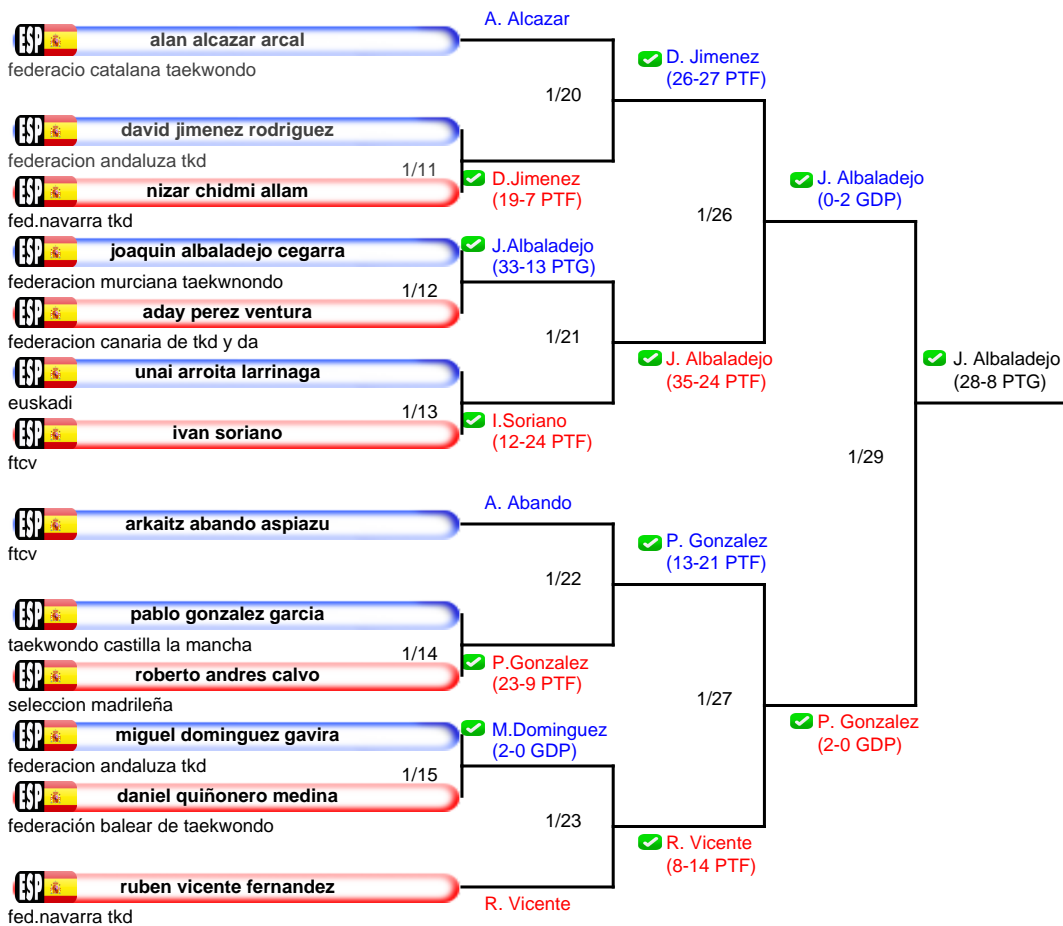 A. Alcazar
ESP alan alcazar arcal
federacio catalana taekwondo
D. Jimenez
(26-27 PTF)
1/20
ESP david jimenez rodriguez
federacion andaluza tkd
1/11
ESP nizar chidmi allam
fed.navarra tkd
D.Jimenez
(19-7 PTF)
J. Albaladejo
(0-2 GDP)
1/26
ESP joaquin albaladejo cegarra
federacion murciana taekwnondo
J.Albaladejo
(33-13 PTG)
1/12
ESP aday perez ventura
federacion canaria de tkd y da
1/21
J. Albaladejo
(35-24 PTF)
J. Albaladejo
(28-8 PTG)
ESP unai arroita larrinaga
euskadi
1/13
ESP ivan soriano
ftcv
I.Soriano
(12-24 PTF)
1/29
A. Abando
ESP arkaitz abando aspiazu
ftcv
P. Gonzalez
(13-21 PTF)
1/22
ESP pablo gonzalez garcia
taekwondo castilla la mancha
1/14
ESP roberto andres calvo
seleccion madrileña
P.Gonzalez
(23-9 PTF)
1/27
P. Gonzalez
(2-0 GDP)
ESP miguel dominguez gavira
federacion andaluza tkd
M.Dominguez
(2-0 GDP)
1/15
ESP daniel quiñonero medina
federación balear de taekwondo
1/23
R. Vicente
(8-14 PTF)
ESP ruben vicente fernandez
fed.navarra tkd
R. Vicente